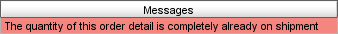 Messages
The quantity of this order detail is completely already on shipment